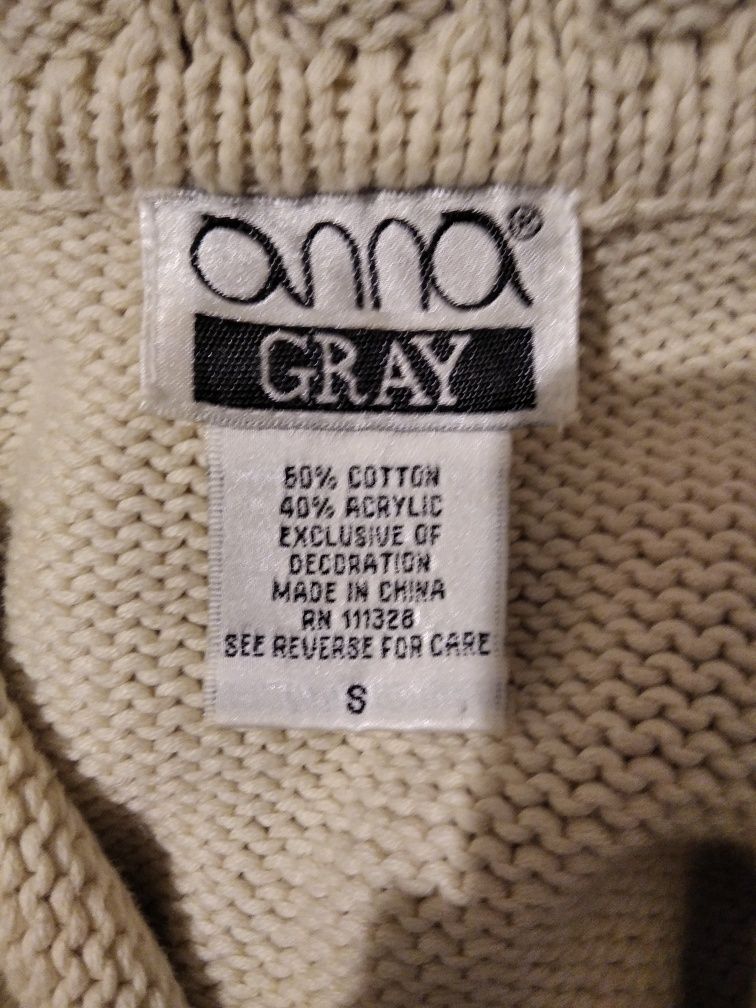 anna®
GRAY
60% COTTON
40% ACRYLIC
EXCLUSIVE OF
DECORATION
MADE IN CHINA
RN 111328
SEE REVERSE FOR CARE
S